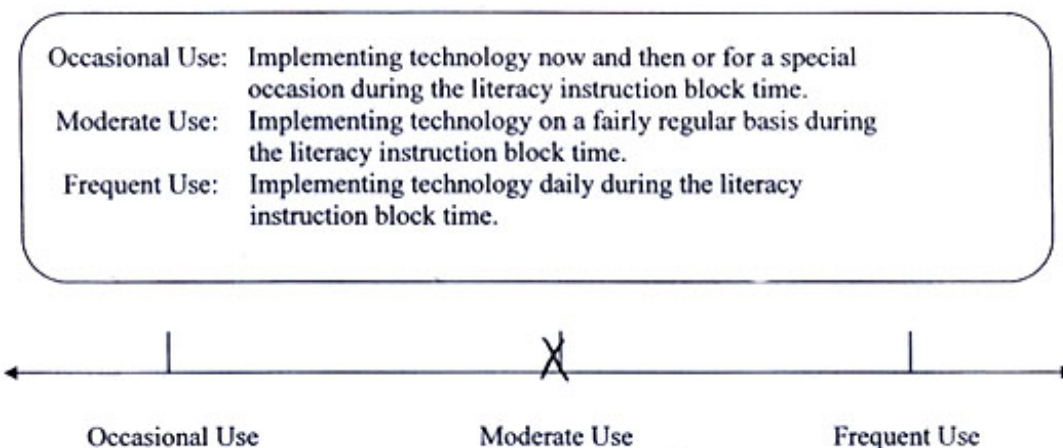 Occasional Use: Implementing technology now and then or for a special
occasion during the literacy instruction block time.
Moderate Use: Implementing technology on a fairly regular basis during
the literacy instruction block time.
Frequent Use: Implementing technology daily during the literacy
instruction block time.
X
Occasional Use Moderate Use Frequent Use